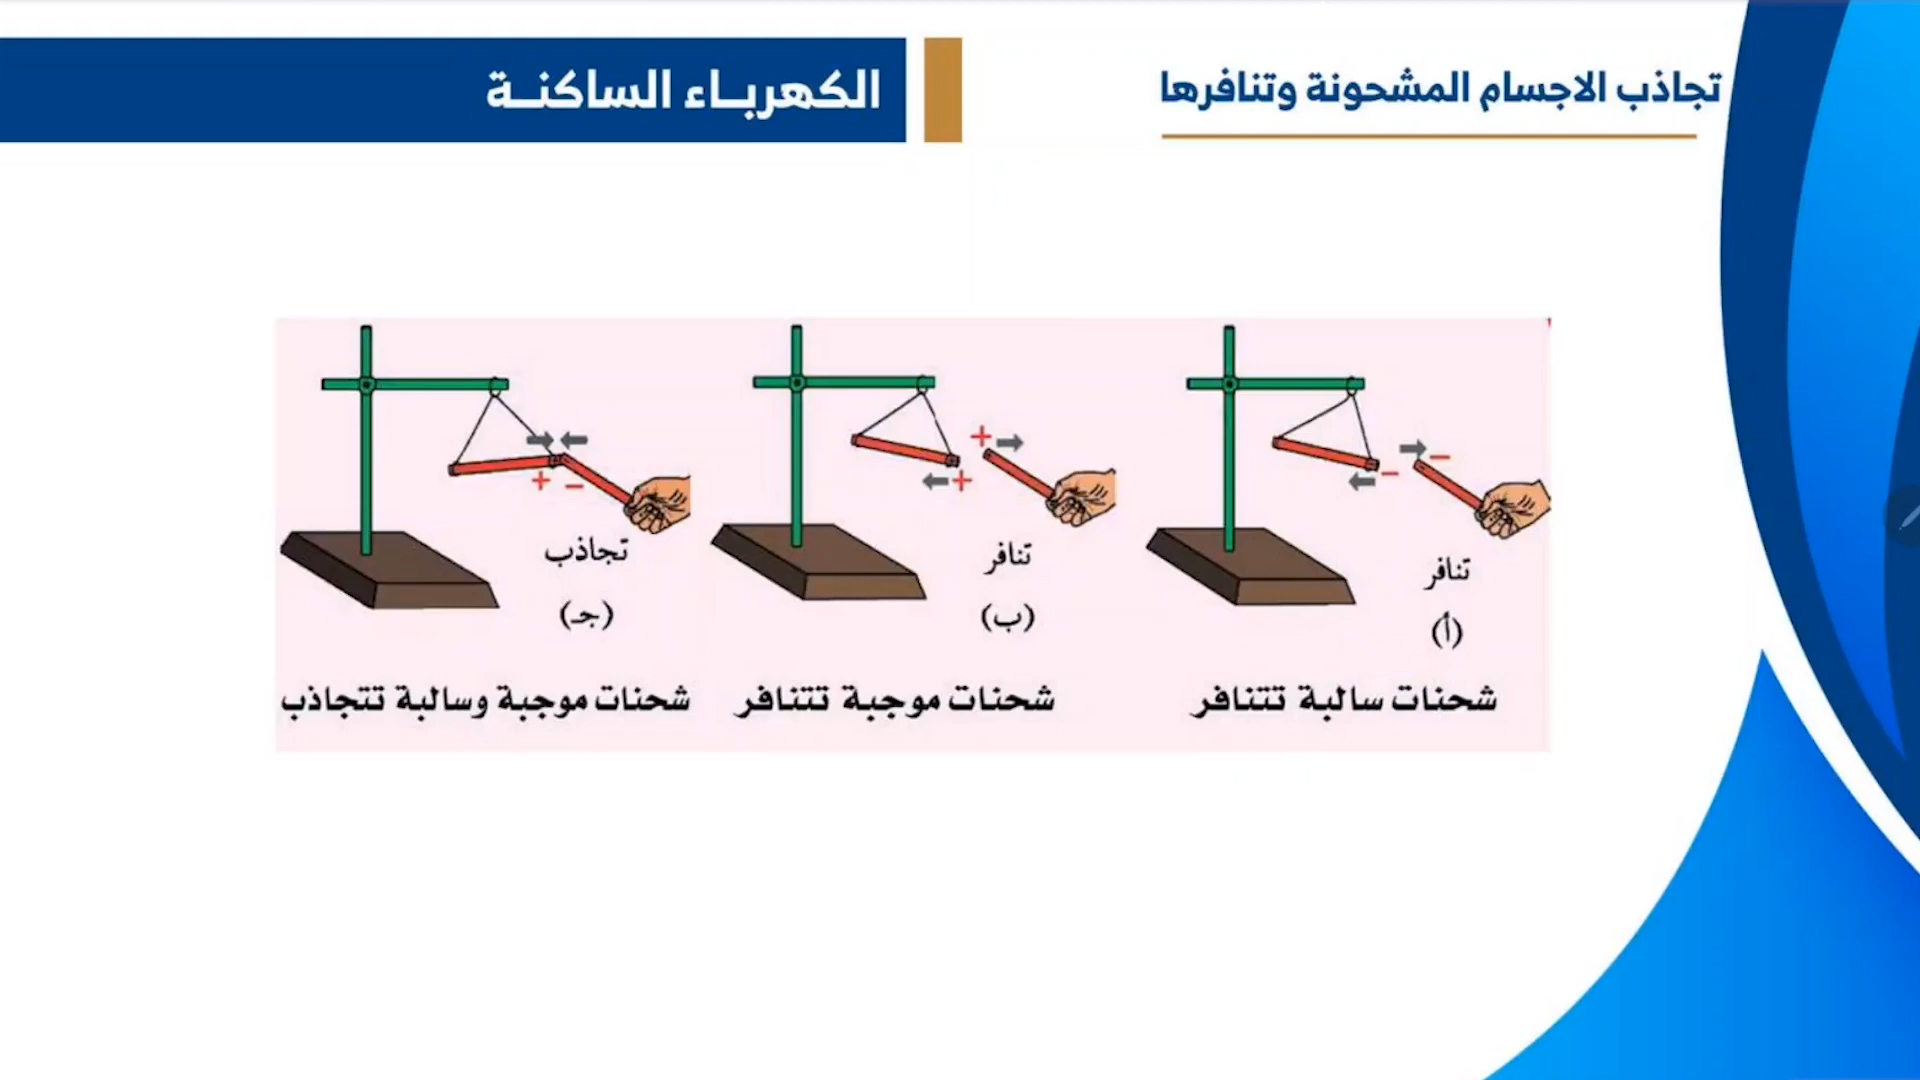 تجاذب الاجسام المشحونة وتنافرها
الكهربـاء الساكنـة
- -
تنافر
(أ)
شحنات سالبة تتنافر
+ +
تنافر
(ب)
شحنات موجبة تتنافر
+ -
تجاذب
(جـ)
شحنات موجبة وسالبة تتجاذب